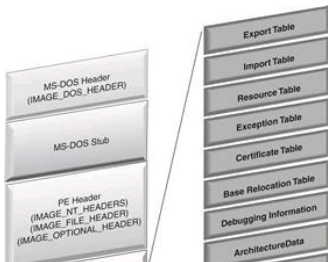 MS-DOS Header
(IMAGE_DOS_HEADER)
MS-DOS Stub
PE Header
(IMAGE_NT_HEADERS)
(IMAGE_FILE_HEADER)
(IMAGE_OPTIONAL_HEADER)
Export Table
Import Table
Resource Table
Exception Table
Certificate Table
Base Relocation Table
Debugging Information
ArchitectureData